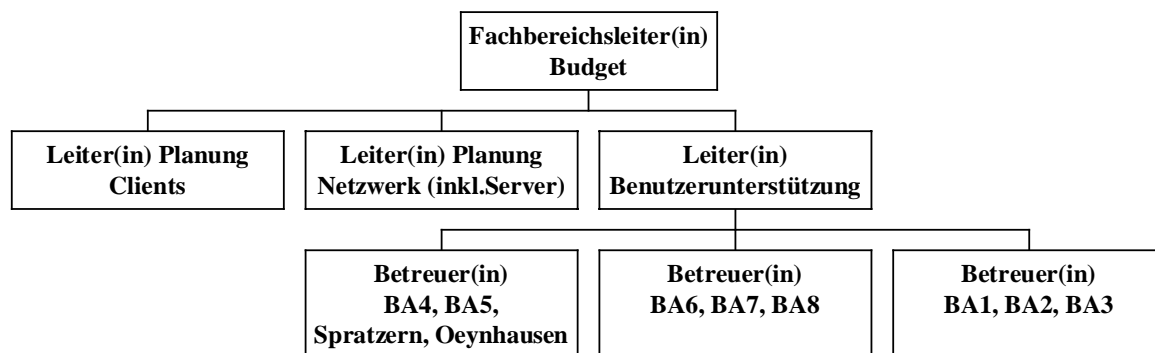 Fachbereichsleiter(in)
Budget
Leiter(in) Planung
Clients
Leiter(in) Planung
Netzwerk (inkl.Server)
Leiter(in)
Benutzerunterstützung
Betreuer(in)
BA4, BA5,
Spratzern, Oeynhausen
Betreuer(in)
BA6, BA7, BA8
Betreuer(in)
BA1, BA2, BA3